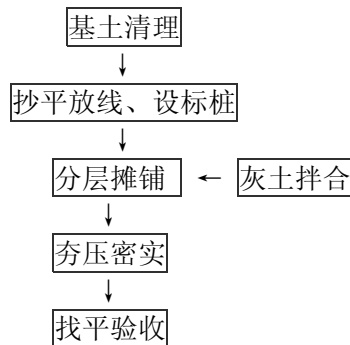 基土清理
抄平放线、设标桩
分层摊铺
灰土拌合
夯压密实
找平验收